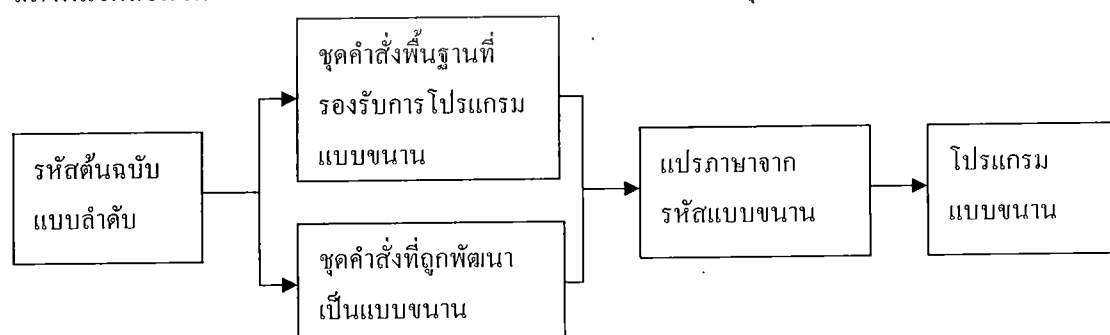 รหัสต้นฉบับ
แบบลำดับ
ชุดคำสั่งพื้นฐานที่
รองรับการโปรแกรม
แบบขนาน
ชุดคำสั่งที่ถูกพัฒนา
เป็นแบบขนาน
แปรภาษาจาก
รหัสแบบขนาน
โปรแกรม
แบบขนาน